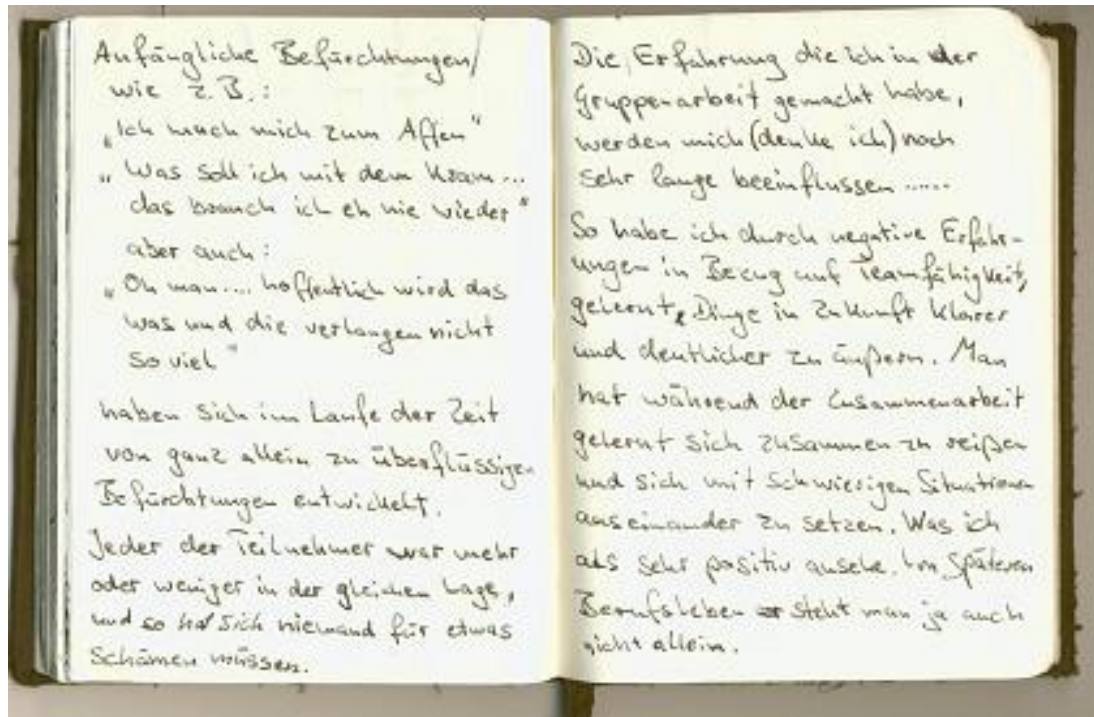 Anfängliche Befürchtungen/
wie z.B.:
„Ich mach mich zum Affen"
„Was soll ich mit dem Kram...
das brauch ich eh nie wieder"
aber auch:
„Oh man.... hoffentlich wird das
was und die verlangen nicht
so viel"
haben sich im Laufe der Zeit
von ganz allein zu überflüssigen
Befürchtungen entwickelt.
Jeder der Teilnehmer war mehr
oder weniger in der gleichen Lage,
und so hat sich niemand für etwas
Schämen müssen.
Die Erfahrung die ich in der
Gruppenarbeit gemacht habe,
werden mich (denke ich) noch
sehr lange beeinflussen......
So habe ich durch negative Erfahr-
ungen in Bezug auf Teamfähigkeit,
gelernt, Dinge in Zukunft klarer
und deutlicher zu äußern. Man
hat während der Zusammenarbeit
gelernt sich zusammen zu reißen
und sich mit schwierigen Situationen
auseinander zu setzen. Was ich
als sehr positiv ansehe. Im Späteren
Berufsleben steht man ja auch
nicht allein.